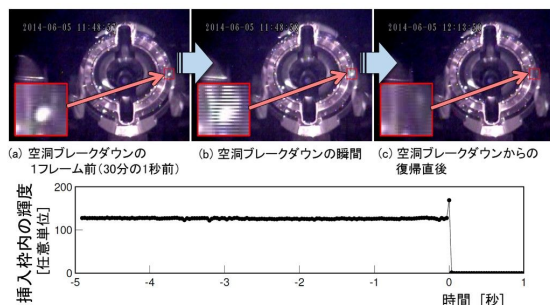 2014-06-05 11:48:53
2014-06-05 11:48:53
2014-06-05 12:13:53
(a) 空洞ブレークダウンの
1フレーム前(30分の1秒前)
(b) 空洞ブレークダウンの瞬間
(c) 空洞ブレークダウンからの
復帰直後
挿入枠内の輝度
[任意単位]
200
100
0
-5
-4
-3
-2
-1
0
1
時間 [秒]